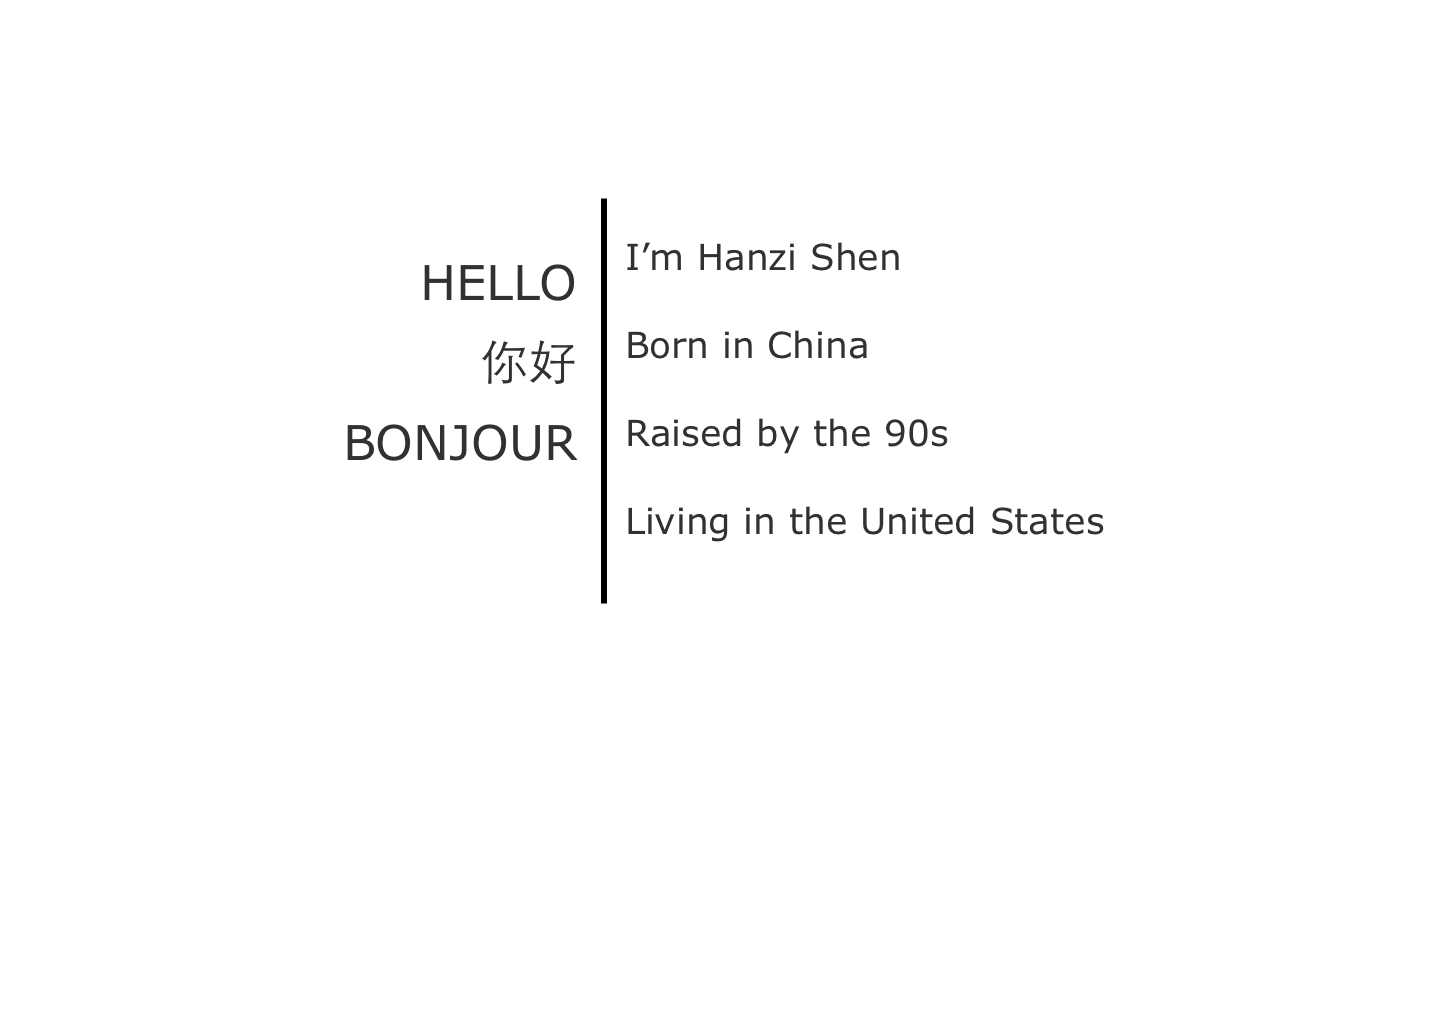 HELLO
你好
BONJOUR
I’m Hanzi Shen
Born in China
Raised by the 90s
Living in the United States